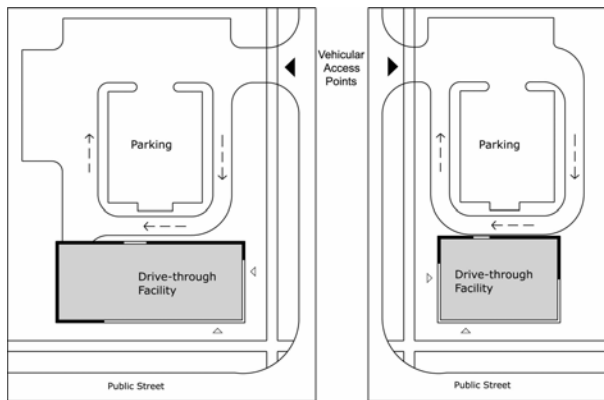 Vehicular
Access
Points
Parking
Drive-through
Facility
Public Street
Parking
Drive-through
Facility
Public Street